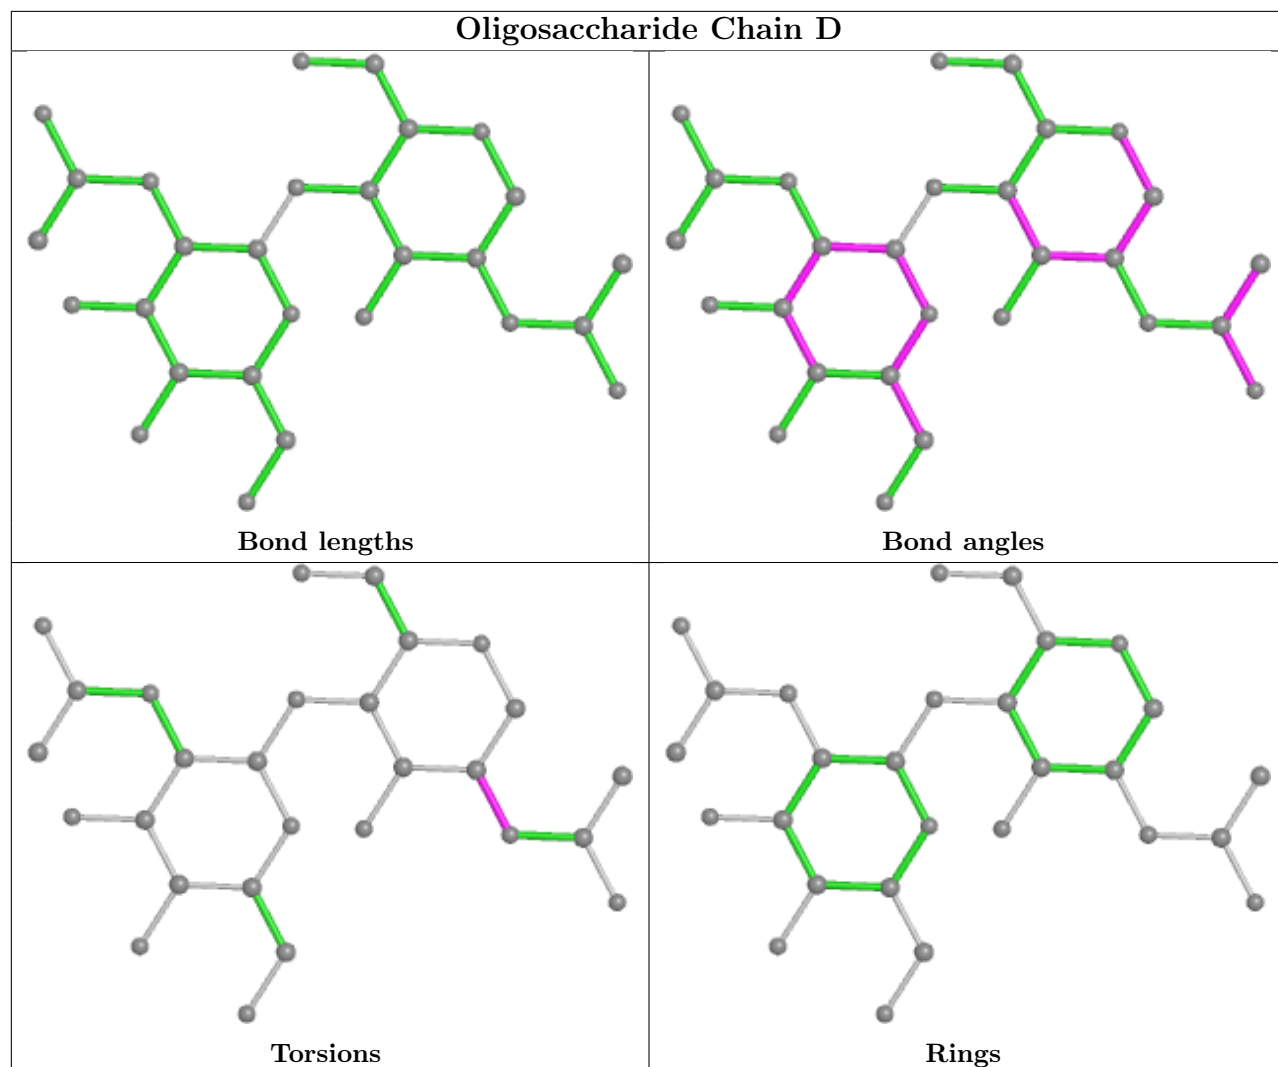 Oligosaccharide Chain D
Bond lengths
Bond angles
Torsions
Rings